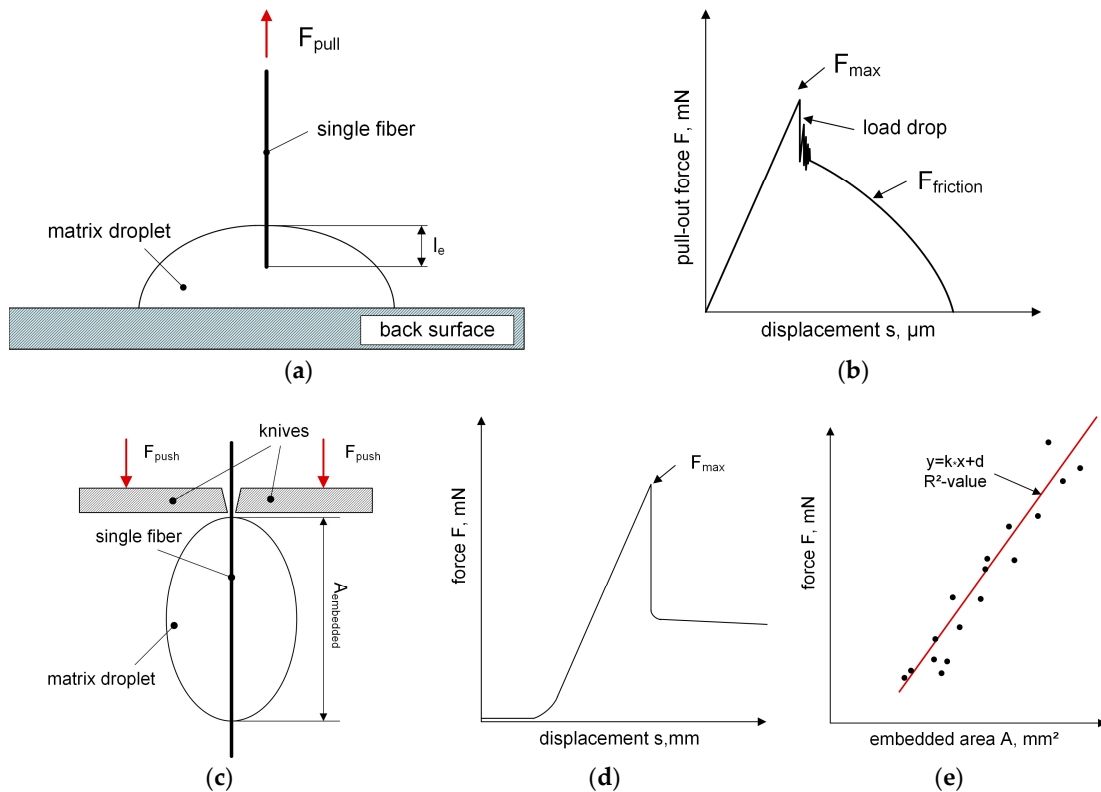 F_pull
single fiber
matrix droplet
l_e
back surface
(a)
F_max
load drop
F_friction
pull-out force F, mN
displacement s, µm
(b)
knives
F_push
F_push
single fiber
A_embedded
matrix droplet
(c)
F_max
force F, mN
displacement s,mm
(d)
y=k*x+d
R²-value
force F, mN
embedded area A, mm²
(e)